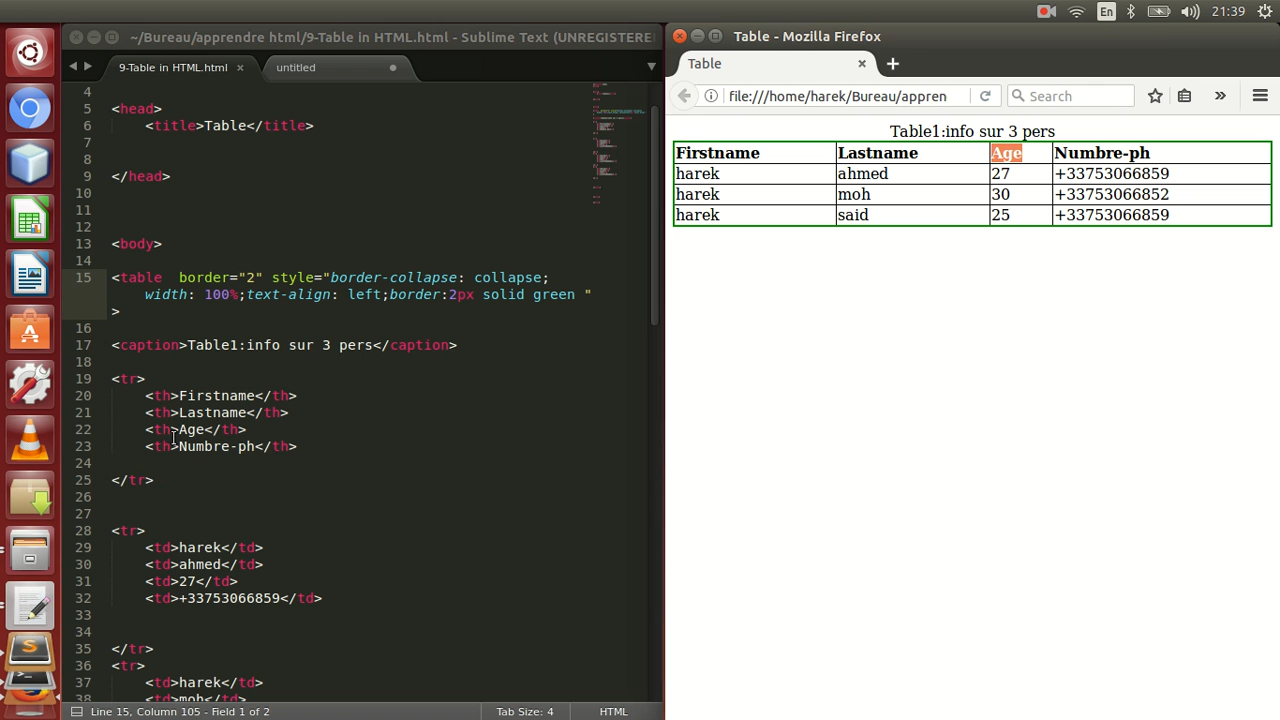 En
21:39
~/Bureau/apprendre html/9-Table in HTML.html - Sublime Text (UNREGISTERE
9-Table in HTML.html
untitled
4
5 <head>
6 <title>Table</title>
7
8
9 </head>
10
11
12
13 <body>
14
15 <table border="2" style="border-collapse: collapse;
width: 100%;text-align: left;border:2px solid green "
>
16
17 <caption>Table1:info sur 3 pers</caption>
18
19 <tr>
20 <th>Firstname</th>
21 <th>Lastname</th>
22 <th>Age</th>
23 <th>Numbre-ph</th>
24
25 </tr>
26
27
28 <tr>
29 <td>harek</td>
30 <td>ahmed</td>
31 <td>27</td>
32 <td>+33753066859</td>
33
34
35 </tr>
36 <tr>
37 <td>harek</td>
38 <td>moh</td>
Line 15, Column 105 - Field 1 of 2
Tab Size: 4
HTML
Table - Mozilla Firefox
Table
file:///home/harek/Bureau/appren
Search
Table1:info sur 3 pers
Firstname Lastname Age Numbre-ph
harek ahmed 27 +33753066859
harek moh 30 +33753066852
harek said 25 +33753066859